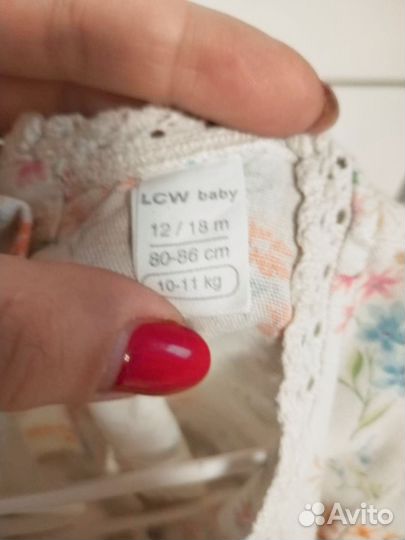 LCW baby
12 / 18 m
80-86 cm
10-11 kg
Avito